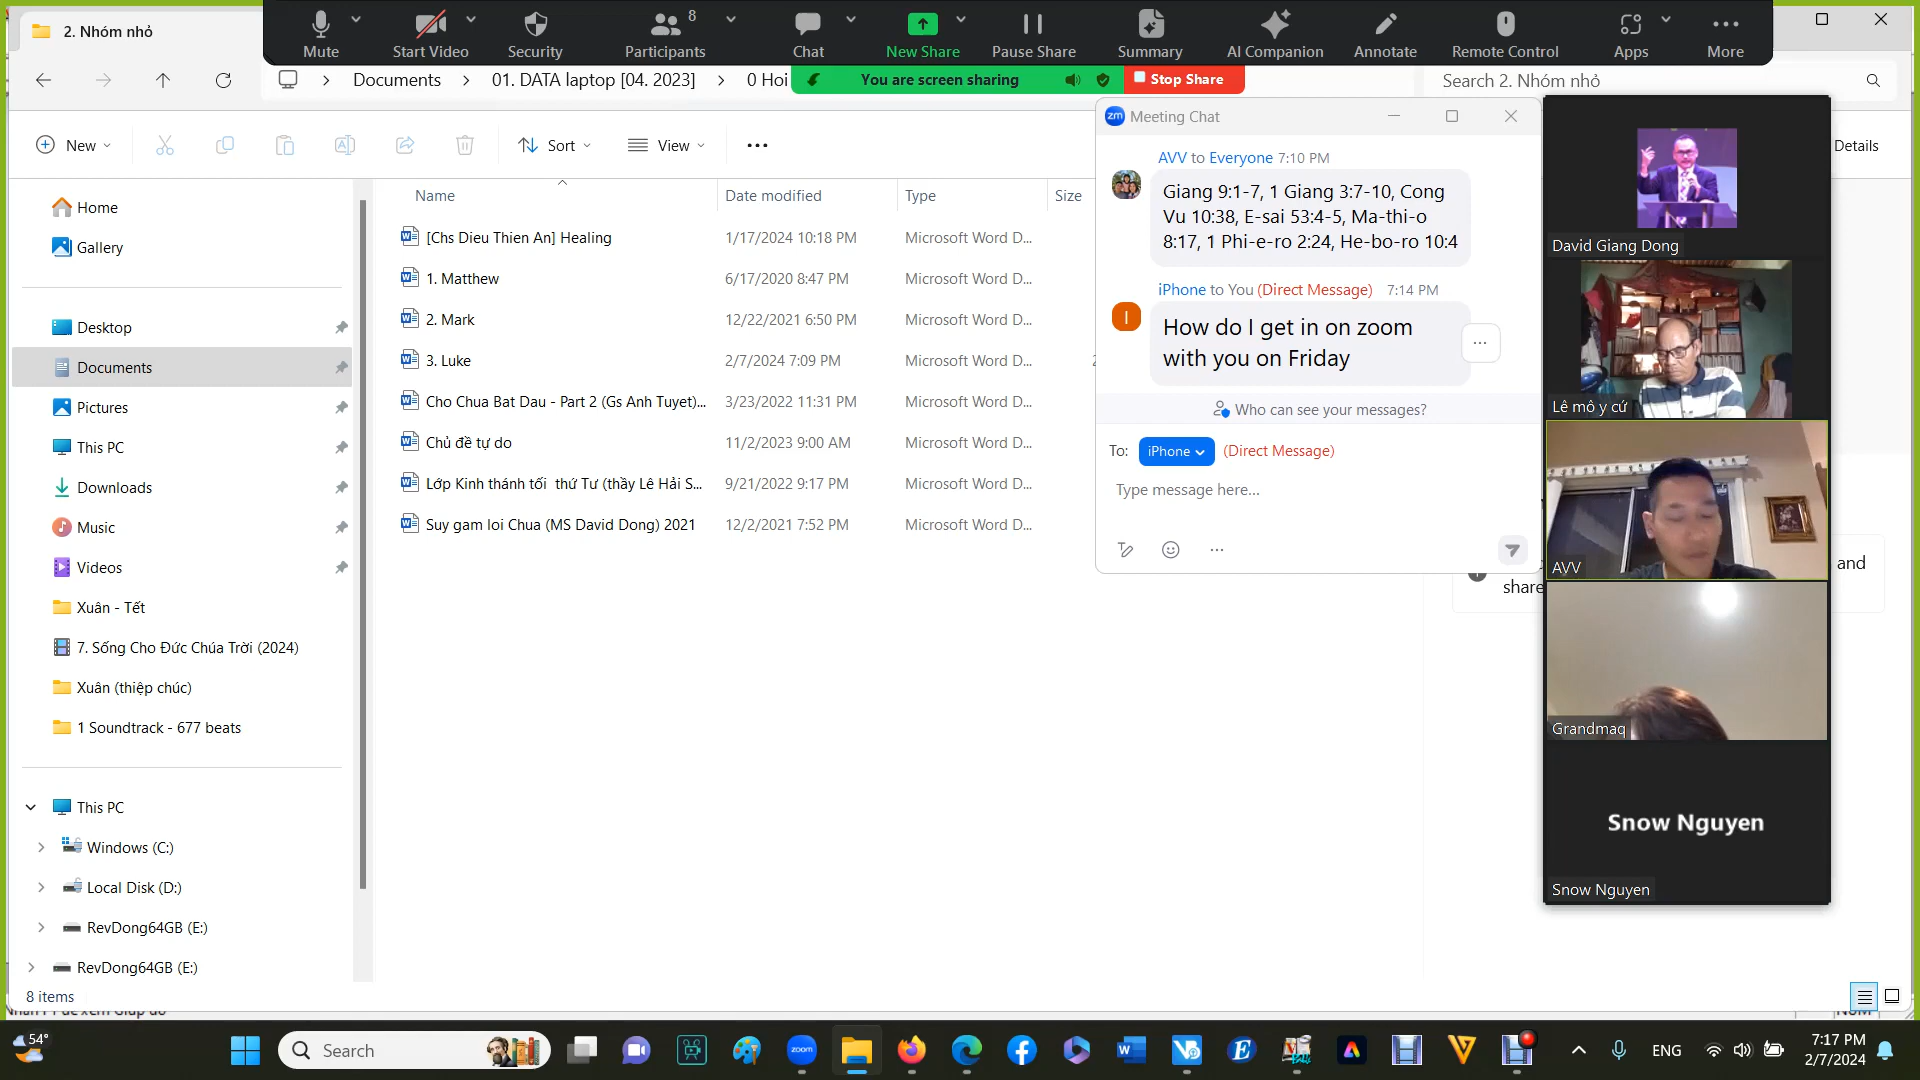 2. Nhóm nhỏ
Mute
Start Video
Security
Participants
8
Chat
New Share
Pause Share
Summary
AI Companion
Annotate
Remote Control
Apps
More
Documents
01. DATA laptop [04. 2023]
0 Hoi
You are screen sharing
Stop Share
Search 2. Nhóm nhỏ
New
Sort
View
Details
Home
Gallery
Desktop
Documents
Pictures
This PC
Downloads
Music
Videos
Xuân - Tết
7. Sống Cho Đức Chúa Trời (2024)
Xuân (thiệp chúc)
1 Soundtrack - 677 beats
This PC
Windows (C:)
Local Disk (D:)
RevDong64GB (E:)
RevDong64GB (E:)
8 items
Name Date modified Type Size
[Chs Dieu Thien An] Healing 1/17/2024 10:18 PM Microsoft Word D...
1. Matthew 6/17/2020 8:47 PM Microsoft Word D...
2. Mark 12/22/2021 6:50 PM Microsoft Word D...
3. Luke 2/7/2024 7:09 PM Microsoft Word D...
Cho Chua Bat Dau - Part 2 (Gs Anh Tuyet)... 3/23/2022 11:31 PM Microsoft Word D...
Chủ đề tự do 11/2/2023 9:00 AM Microsoft Word D...
Lớp Kinh thánh tối thứ Tư (thầy Lê Hải S... 9/21/2022 9:17 PM Microsoft Word D...
Suy gam loi Chua (MS David Dong) 2021 12/2/2021 7:52 PM Microsoft Word D...
zm Meeting Chat
AVV to Everyone 7:10 PM
Giang 9:1-7, 1 Giang 3:7-10, Cong
Vu 10:38, E-sai 53:4-5, Ma-thi-o
8:17, 1 Phi-e-ro 2:24, He-bo-ro 10:4
iPhone to You (Direct Message) 7:14 PM
I
How do I get in on zoom
with you on Friday
Who can see your messages?
To: iPhone (Direct Message)
Type message here...
and
share
David Giang Dong
Lê mô y cứ
AVV
Grandmaq
Snow Nguyen
Snow Nguyen
54°
Search
zoom
ENG
7:17 PM
2/7/2024